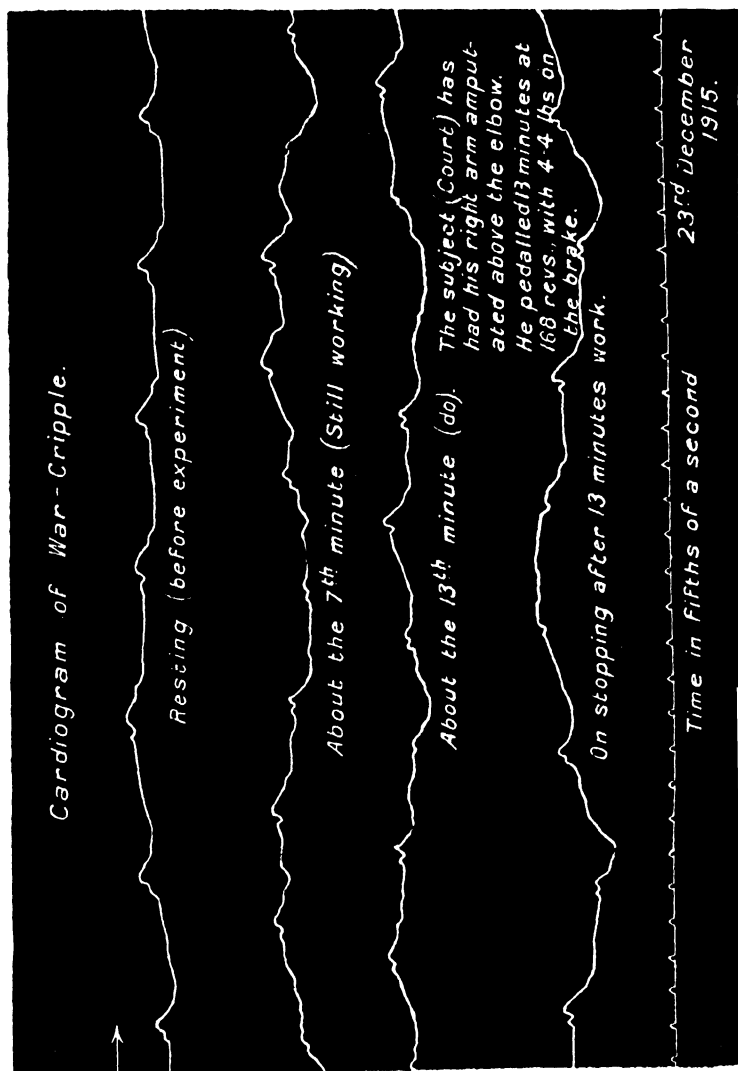 Cardiogram of War-Cripple.
Resting (before experiment)
About the 7th minute (Still working)
About the 13th minute (do).
The subject (Court) has
had his right arm amput-
ated above the elbow.
He pedalled 13 minutes at
168 revs., with 4·4 lbs on
the brake.
On stopping after 13 minutes work.
Time in fifths of a second
23rd December
1915.